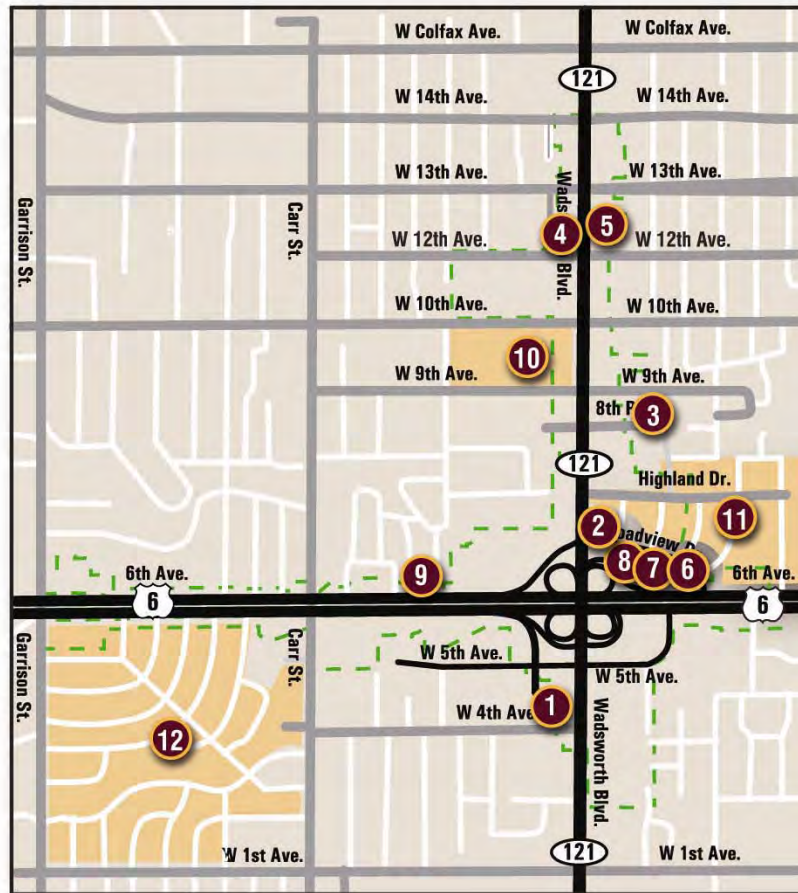 W Colfax Ave.
W Colfax Ave.
121
W 14th Ave.
W 14th Ave.
W 13th Ave.
W 13th Ave.
Garrison St.
Carr St.
Blvd.
4
5
W 12th Ave.
W 12th Ave.
W 10th Ave.
W 10th Ave.
10
W 9th Ave.
W 9th Ave.
8th
3
121
Highland Dr.
2
11
8
7
6
9
6th Ave.
6th Ave.
6
6
Garrison St.
Carr St.
W 5th Ave.
W 5th Ave.
1
W 4th Ave
12
Wadsworth Blvd.
W 1st Ave.
121
W 1st Ave.